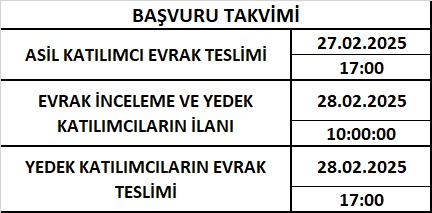 BAŞVURU TAKVİMİ
ASİL KATILIMCI EVRAK TESLİMİ
27.02.2025
17:00
EVRAK İNCELEME VE YEDEK
KATILIMCILARIN İLANI
28.02.2025
10:00:00
YEDEK KATILIMCILARIN EVRAK
TESLİMİ
28.02.2025
17:00